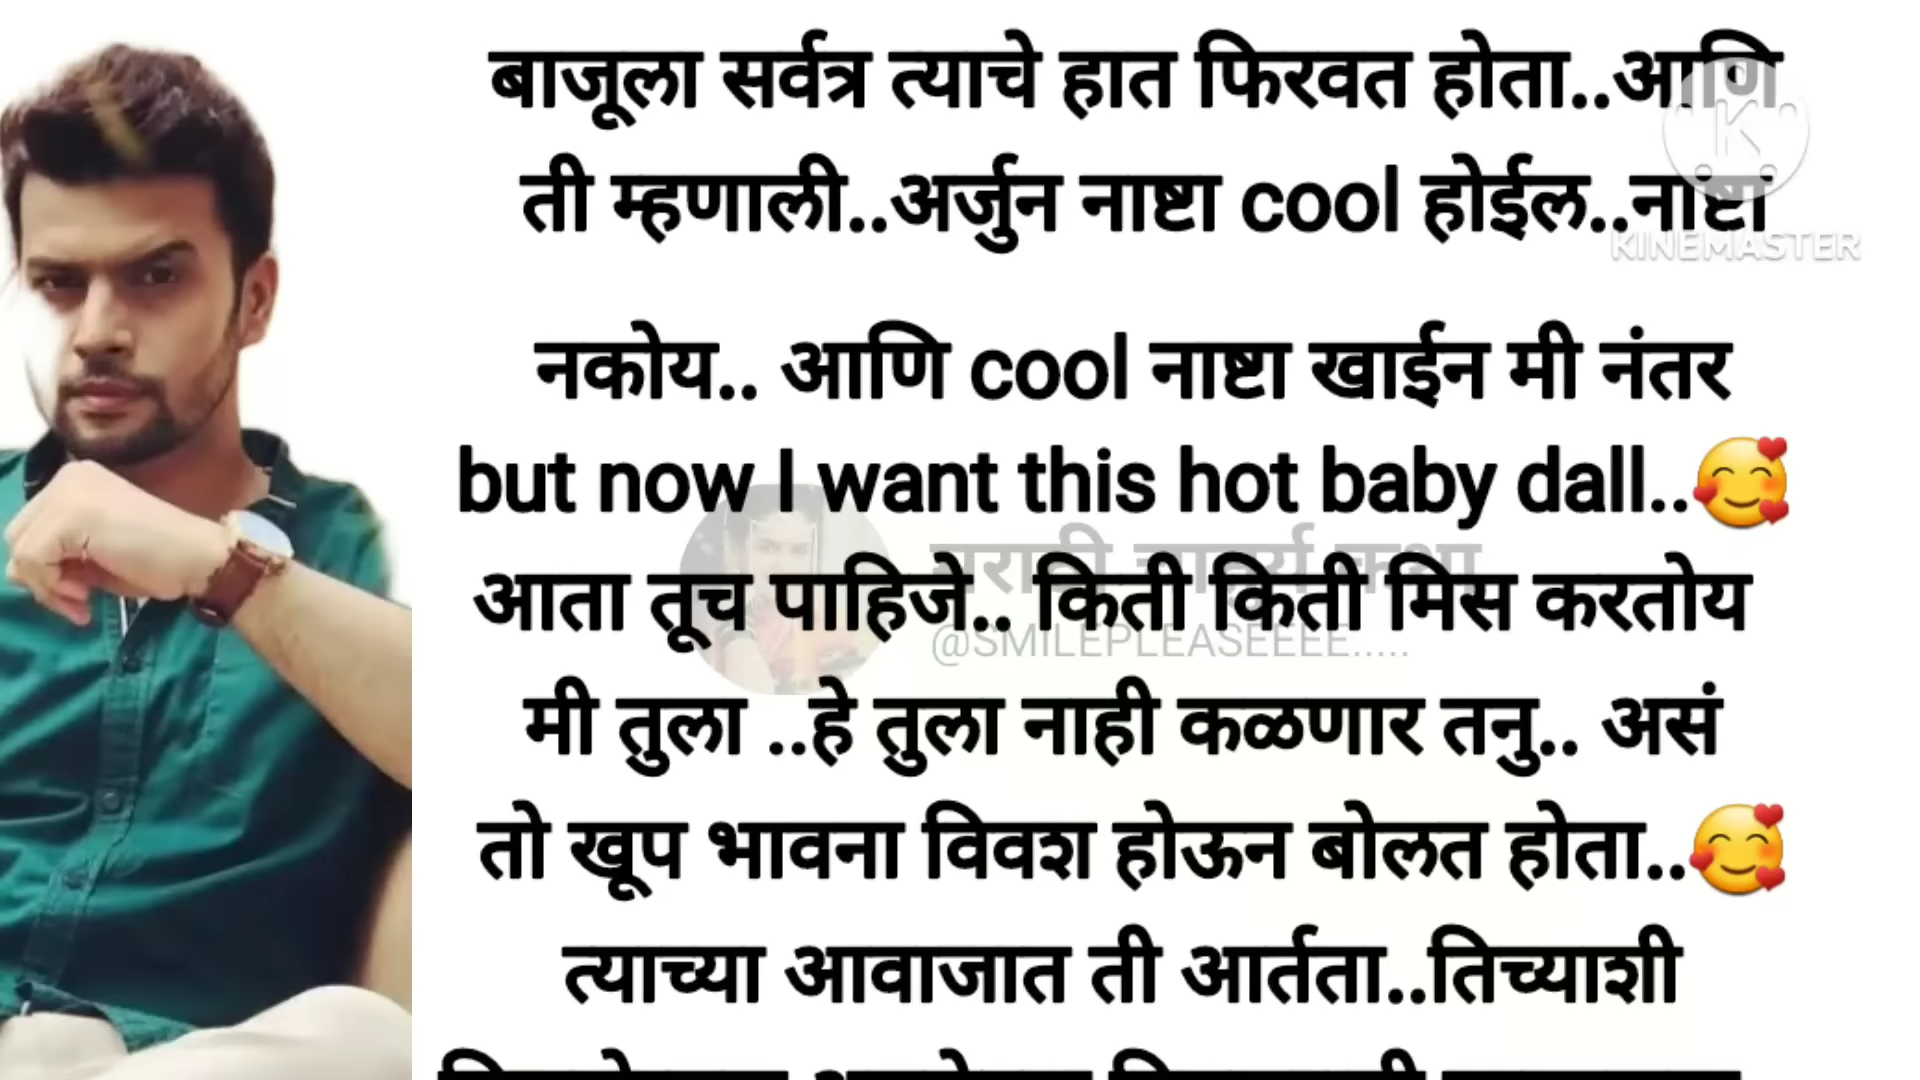 बाजूला सर्वत्र त्याचे हात फिरवत होता..आणि
ती म्हणाली..अर्जुन नाष्टा cool होईल..नाष्टा
KINEMASTER
नकोय.. आणि cool नाष्टा खाईन मी नंतर
but now I want this hot baby dall..🥰
आता तूच पाहिजे.. किती किती मिस करतोय
@SMILEPLEASEEEE.....
मी तुला ..हे तुला नाही कळणार तनु.. असं
तो खूप भावना विवश होऊन बोलत होता..🥰
त्याच्या आवाजात ती आर्तता..तिच्याशी